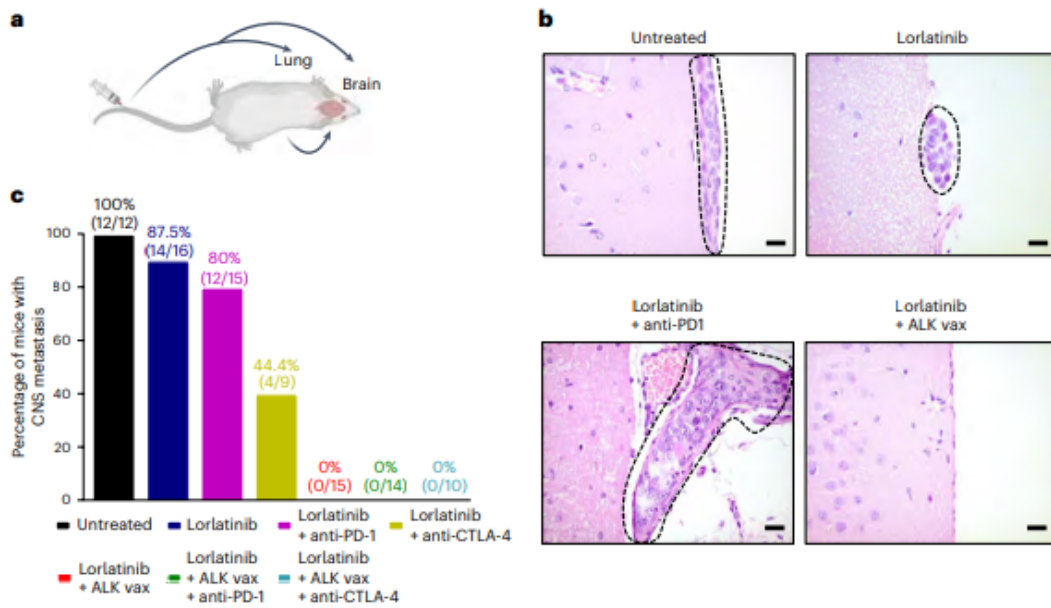 a
Lung
Brain
b
Untreated
Lorlatinib
Lorlatinib
+ anti-PD1
Lorlatinib
+ ALK vax
c
Percentage of mice with
CNS metastasis
100
80
60
40
20
0
100%
(12/12)
87.5%
(14/16)
80%
(12/15)
44.4%
(4/9)
0%
(0/15)
0%
(0/14)
0%
(0/10)
Untreated
Lorlatinib
Lorlatinib
+ anti-PD-1
Lorlatinib
+ anti-CTLA-4
Lorlatinib
+ ALK vax
Lorlatinib
+ ALK vax
+ anti-PD-1
Lorlatinib
+ ALK vax
+ anti-CTLA-4